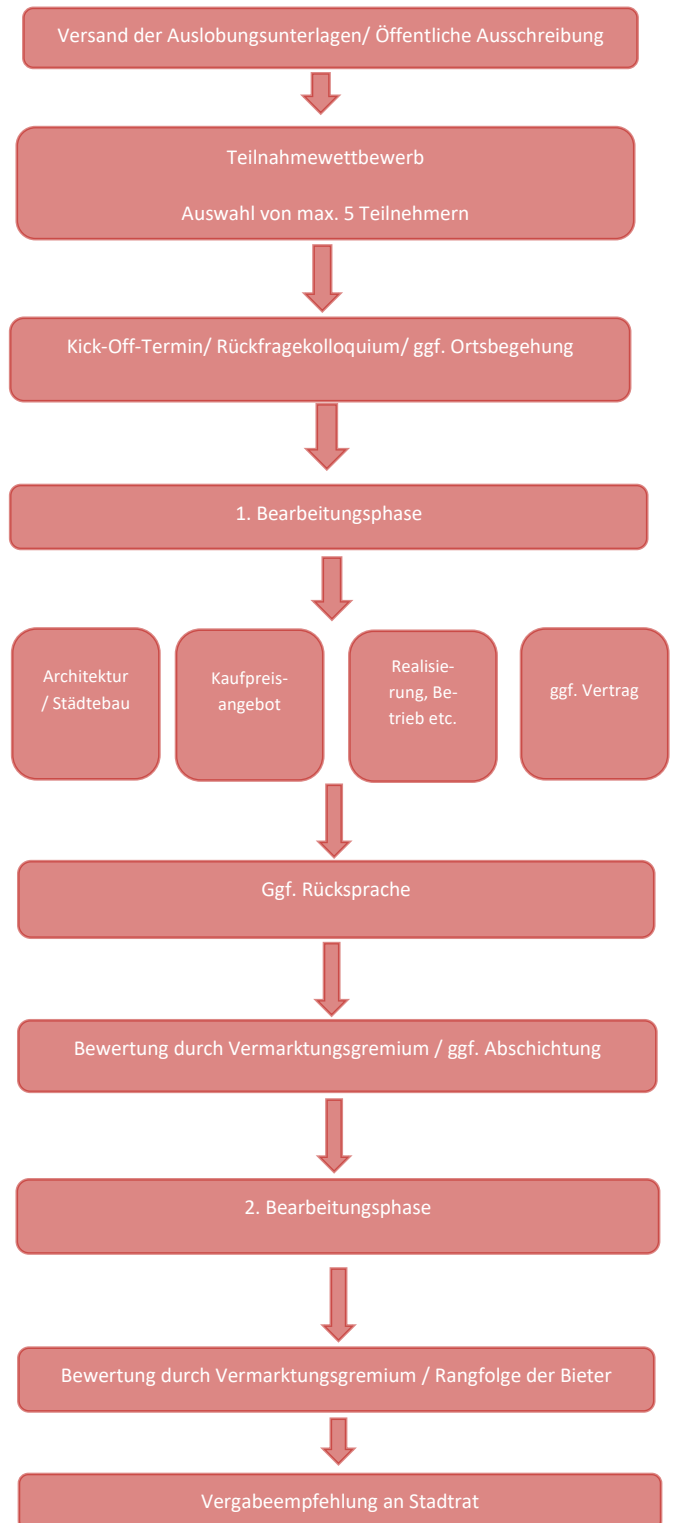 Versand der Auslobungsunterlagen/ Öffentliche Ausschreibung
Teilnahmewettbewerb
Auswahl von max. 5 Teilnehmern
Kick-Off-Termin/ Rückfragekolloquium/ ggf. Ortsbegehung
1. Bearbeitungsphase
Architektur
/ Städtebau
Kaufpreis-
angebot
Realisie-
rung, Be-
trieb etc.
ggf. Vertrag
Ggf. Rücksprache
Bewertung durch Vermarktungsgremium / ggf. Abschichtung
2. Bearbeitungsphase
Bewertung durch Vermarktungsgremium / Rangfolge der Bieter
Vergabeempfehlung an Stadtrat